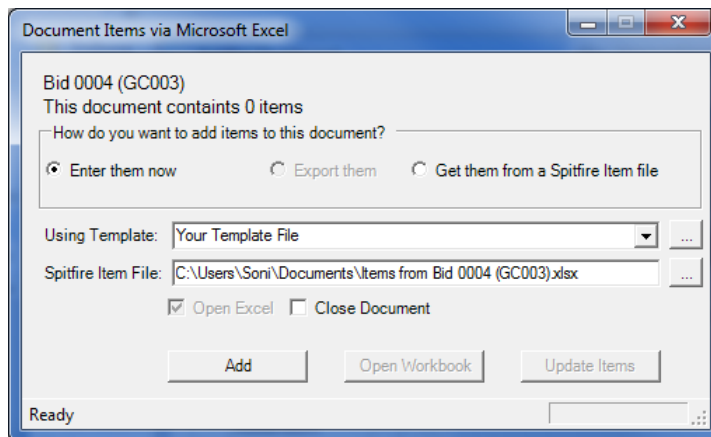 Document Items via Microsoft Excel
Bid 0004 (GC003)
This document containts 0 items
How do you want to add items to this document?
Enter them now Export them Get them from a Spitfire Item file
Using Template: Your Template File ...
Spitfire Item File: C:\Users\Soni\Documents\Items from Bid 0004 (GC003).xlsx ...
Open Excel Close Document
Add Open Workbook Update Items
Ready